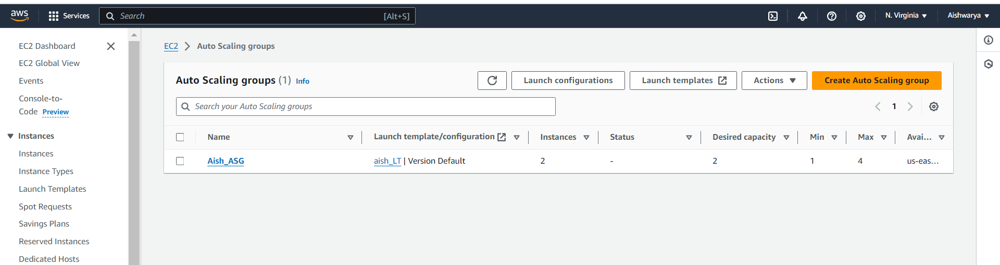 aws Services Search [Alt+S] N. Virginia Aishwarya
EC2 Dashboard
EC2 Global View
Events
Console-to-
Code Preview
Instances
Instances
Instance Types
Launch Templates
Spot Requests
Savings Plans
Reserved Instances
Dedicated Hosts
EC2 Auto Scaling groups
Auto Scaling groups (1) Info Launch configurations Launch templates Actions Create Auto Scaling group
Search your Auto Scaling groups 1
Name Launch template/configuration Instances Status Desired capacity Min Max Avai...
Aish_ASG aish_LT | Version Default 2 - 2 1 4 us-eas...